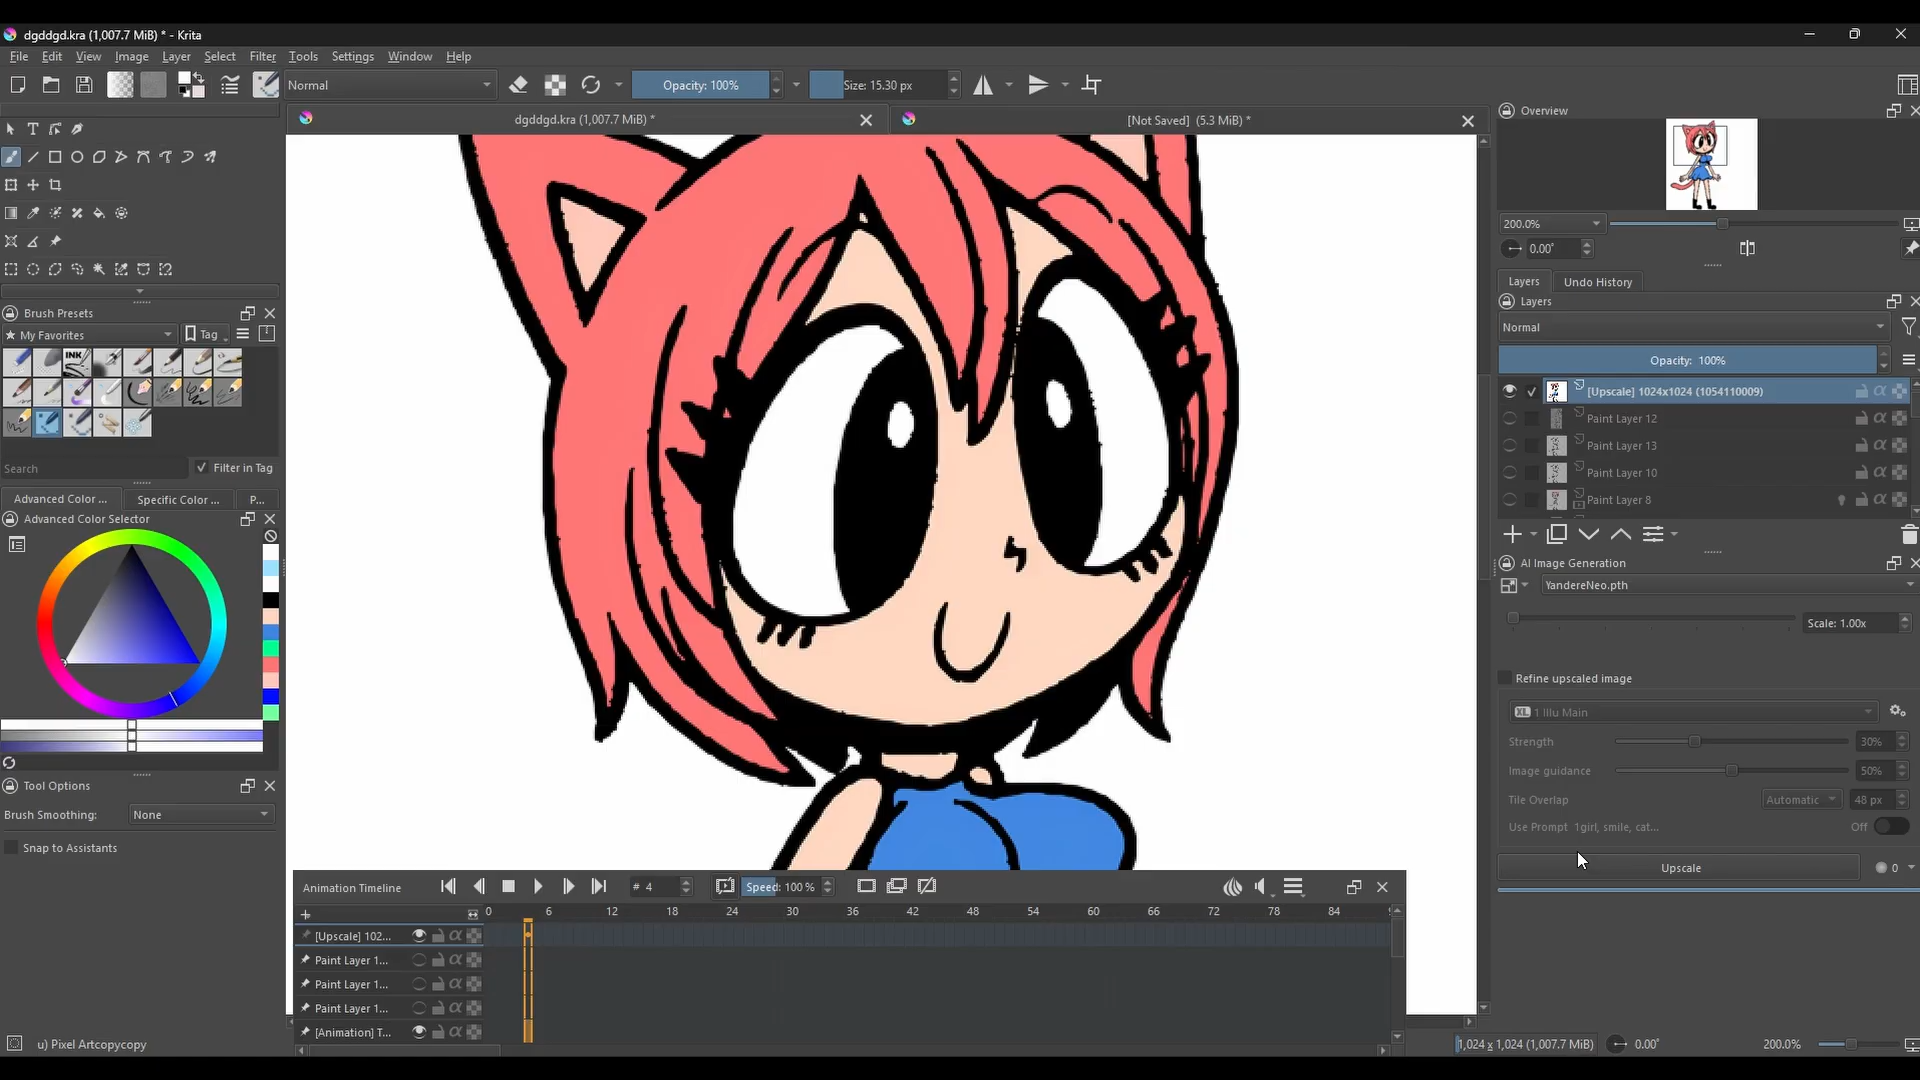 dgddgd.kra (1,007.7 MiB) * - Krita
File Edit View Image Layer Select Filter Tools Settings Window Help
Normal
Opacity: 100%
Size: 15.30 px
dgddgd.kra (1,007.7 MiB) *
[Not Saved] (5.3 MiB) *
Overview
200.0%
0.00°
Layers Undo History
Layers
Normal
Opacity: 100%
[Upscale] 1024x1024 (1054110009)
Paint Layer 12
Paint Layer 13
Paint Layer 10
Paint Layer 8
AI Image Generation
YandereNeo.pth
Scale: 1.00x
Refine upscaled image
XL 1 Illu Main
Strength 30%
Image guidance 50%
Tile Overlap Automatic 48 px
Use Prompt 1girl, smile, cat... Off
Upscale 0
Brush Presets
★ My Favorites Tag
INK
Search Filter in Tag
Advanced Color ... Specific Color ... P...
Advanced Color Selector
Tool Options
Brush Smoothing: None
Snap to Assistants
Animation Timeline # 4 Speed: 100 %
0 6 12 18 24 30 36 42 48 54 60 66 72 78 84
[Upscale] 102...
Paint Layer 1...
Paint Layer 1...
Paint Layer 1...
[Animation] T...
u) Pixel Artcopycopy
1,024 x 1,024 (1,007.7 MiB) 0.00° 200.0%